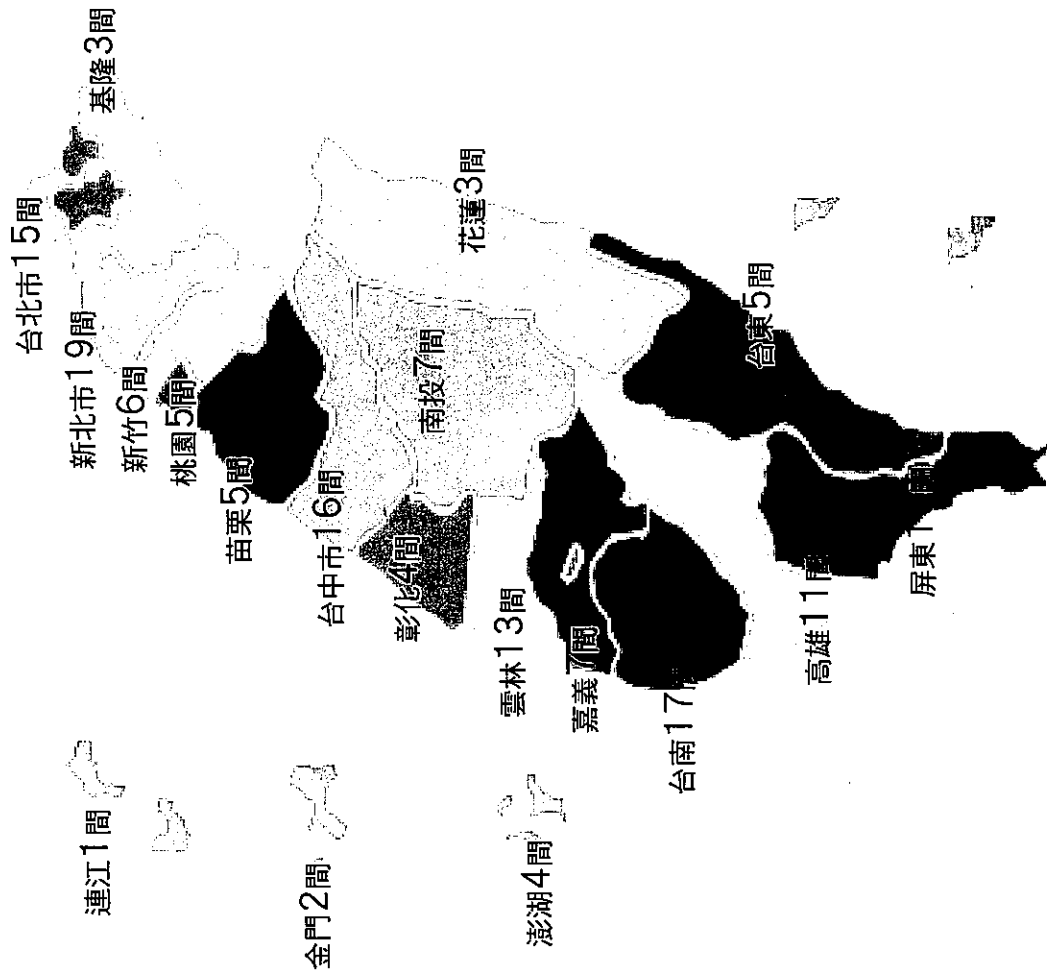 台北市15間
新北市19間
基隆3間
新竹6間
桃園5間
苗栗5間
台中市16間
彰化4間
南投7間
花蓮3間
雲林13間
嘉義7間
台南17
高雄11間
屏東1
台東5間
連江1間
金門2間
澎湖4間